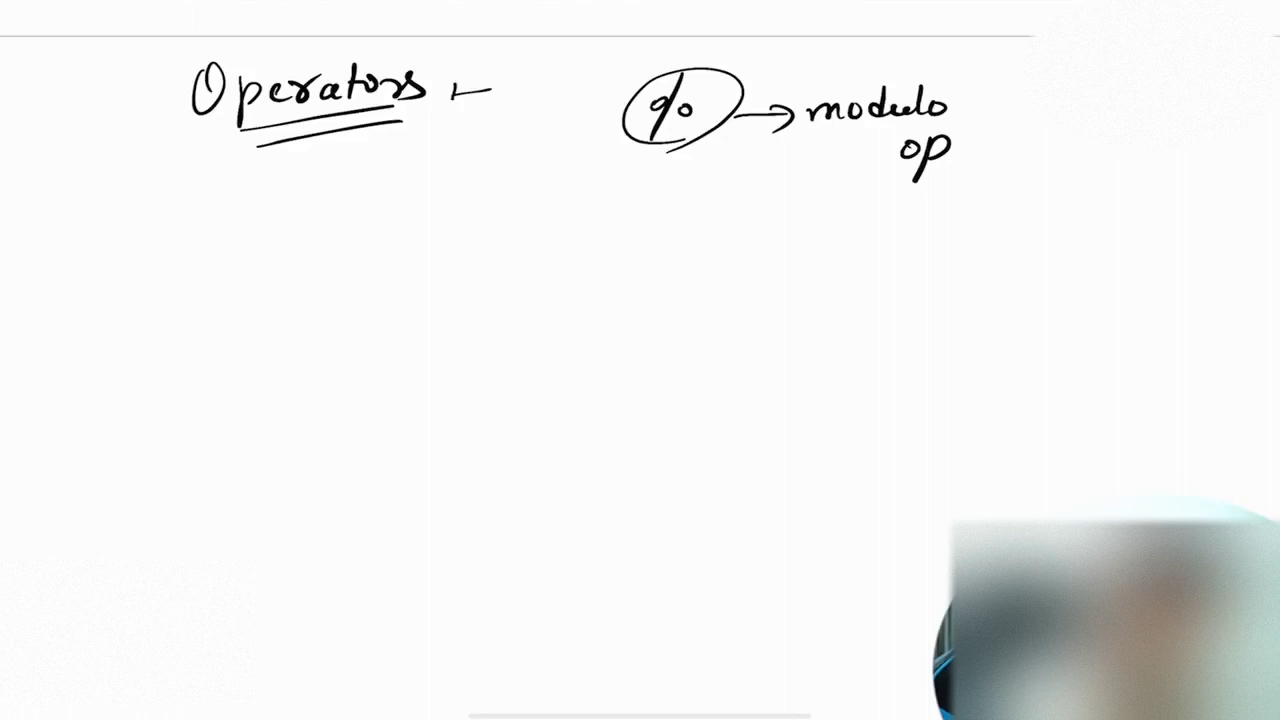 Operators :-
% → modulo
op